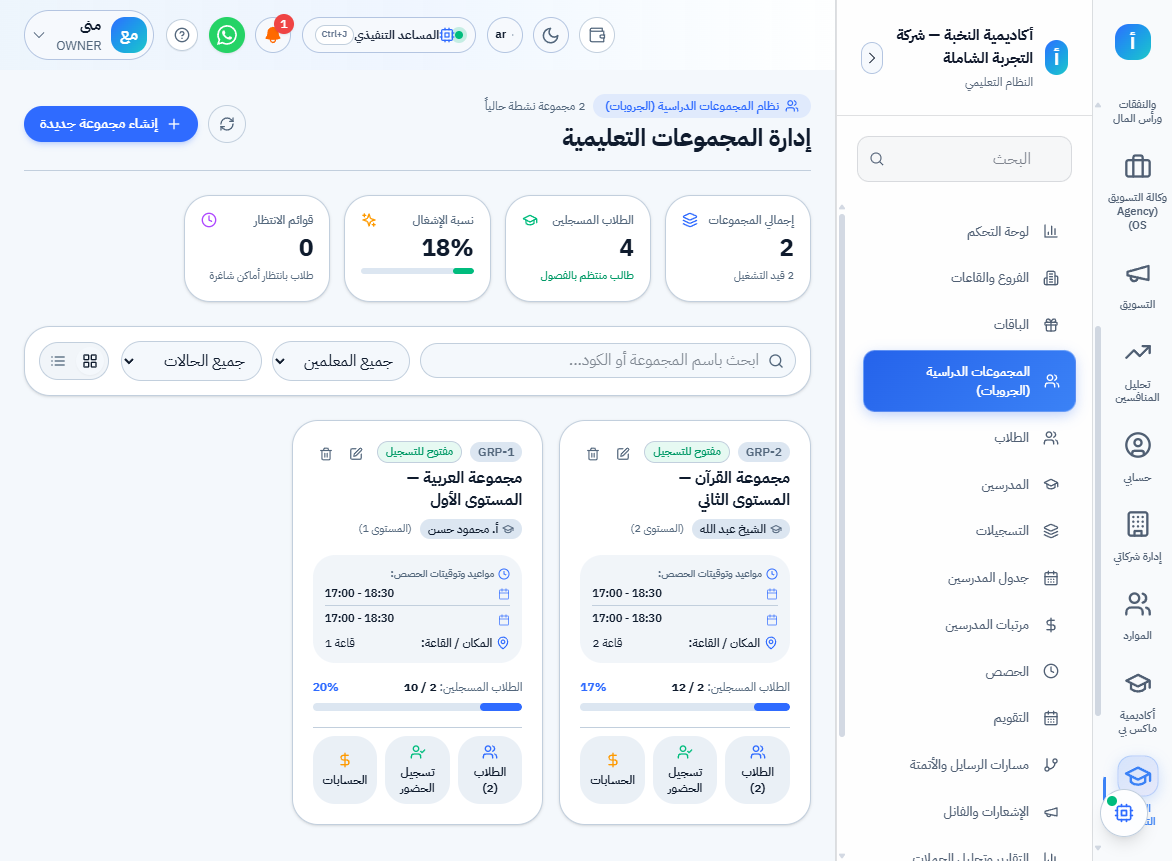 أ
والنفقات
ورأس المال
وكالة التسويق
(Agency
OS)
التسويق
تحليل
المنافسين
حسابي
إدارة شركاتي
الموارد
أكاديمية
ماكس بي
أ
أكاديمية النخبة — شركة
التجربة الشاملة
النظام التعليمي
البحث
لوحة التحكم
الفروع والقاعات
الباقات
المجموعات الدراسية
(الجروبات)
الطلاب
المدرسين
التسجيلات
جدول المدرسين
مرتبات المدرسين
الحصص
التقويم
مسارات الرسايل والأتمتة
الإشعارات والفانل
التقارير وتحليل الحملات
ar
المساعد التنفيذي Ctrl+J
1
مع
منى
OWNER
نظام المجموعات الدراسية (الجروبات)
2 مجموعة نشطة حالياً
إدارة المجموعات التعليمية
إنشاء مجموعة جديدة
إجمالي المجموعات
2
2 قيد التشغيل
الطلاب المسجلين
4
طالب منتظم بالفصول
نسبة الإشغال
18%
قوائم الانتظار
0
طلاب بانتظار أماكن شاغرة
ابحث باسم المجموعة أو الكود...
جميع المعلمين
جميع الحالات
GRP-2
مفتوح للتسجيل
مجموعة القرآن —
المستوى الثاني
الشيخ عبد الله
(المستوى 2)
مواعيد وتوقيتات الحصص:
17:00 - 18:30
17:00 - 18:30
المكان / القاعة:
قاعة 2
الطلاب المسجلين: 2 / 12
17%
الطلاب
(2)
تسجيل
الحضور
الحسابات
GRP-1
مفتوح للتسجيل
مجموعة العربية —
المستوى الأول
أ. محمود حسن
(المستوى 1)
مواعيد وتوقيتات الحصص:
17:00 - 18:30
17:00 - 18:30
المكان / القاعة:
قاعة 1
الطلاب المسجلين: 2 / 10
20%
الطلاب
(2)
تسجيل
الحضور
الحسابات